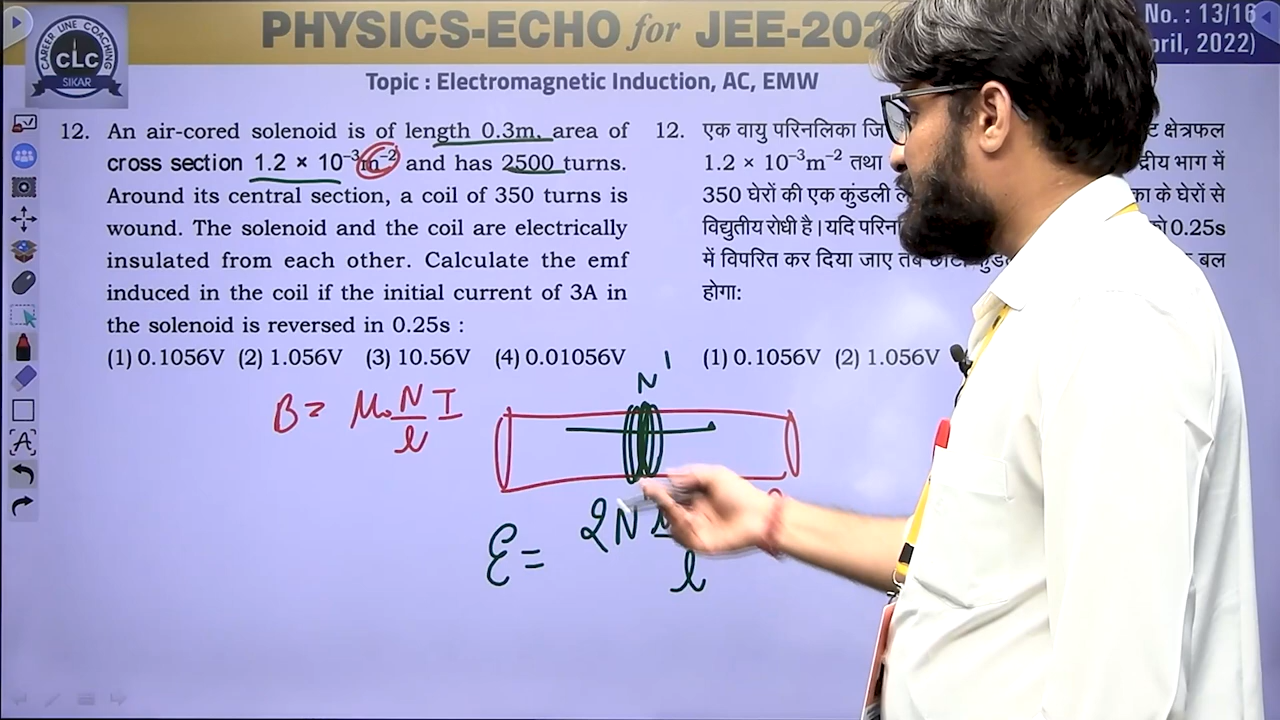 PHYSICS-ECHO for JEE-202
No. : 13/16
pril, 2022)
CAREER LINE COACHING
CLC
SIKAR
Topic : Electromagnetic Induction, AC, EMW
12. An air-cored solenoid is of length 0.3m, area of
cross section 1.2 × 10⁻³m⁻² and has 2500 turns.
Around its central section, a coil of 350 turns is
wound. The solenoid and the coil are electrically
insulated from each other. Calculate the emf
induced in the coil if the initial current of 3A in
the solenoid is reversed in 0.25s :
(1) 0.1056V (2) 1.056V (3) 10.56V (4) 0.01056V
12. एक वायु परिनलिका जि क्षेत्रफल
1.2 × 10⁻³m⁻² तथा भाग में
350 घेरों की एक कुंडली के घेरों से
विद्युतीय रोधी है। यदि 0.25s
में विपरित कर दिया जाए तब बल
होगा:
(1) 0.1056V (2) 1.056V
B = μ₀ N I
l
N'
ε = 2N
l